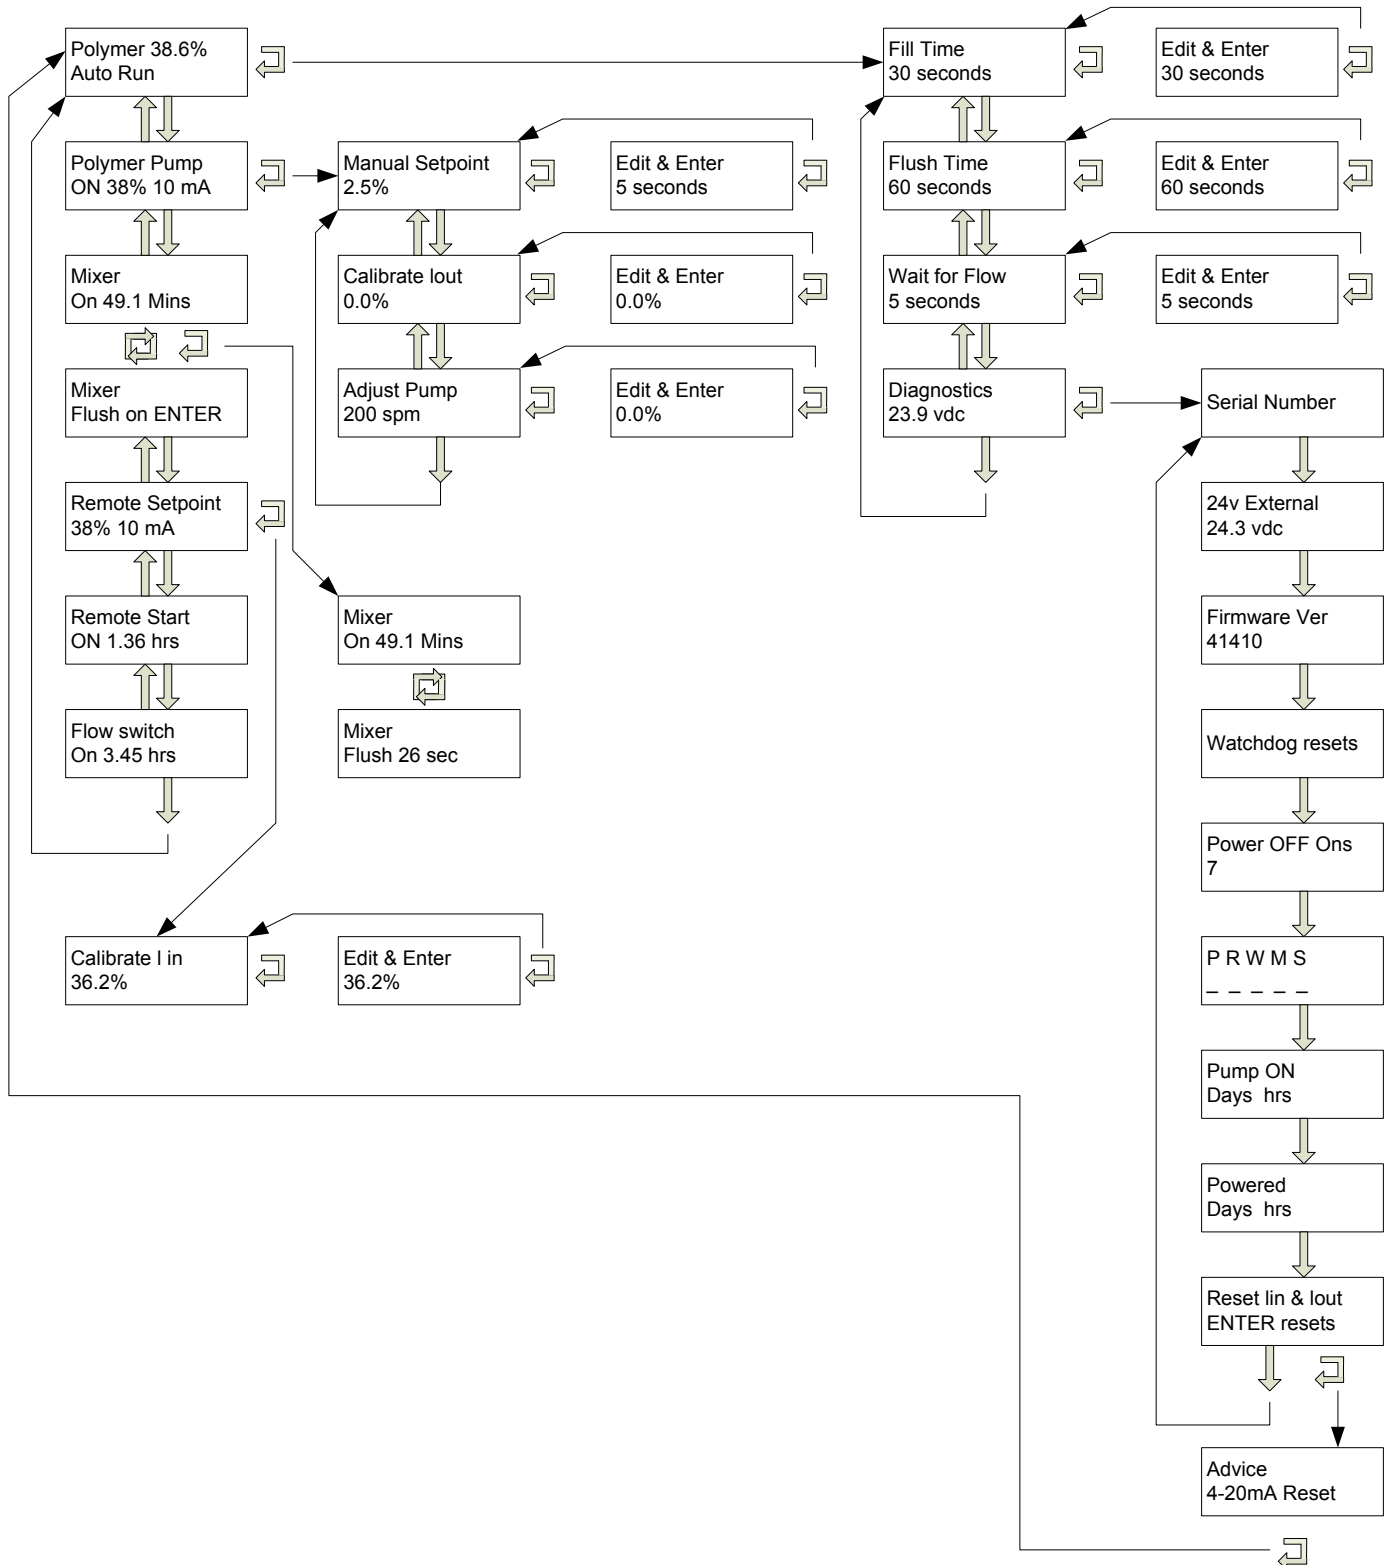 Polymer 38.6%
Auto Run
Polymer Pump
ON 38% 10 mA
Mixer
On 49.1 Mins
Mixer
Flush on ENTER
Remote Setpoint
38% 10 mA
Remote Start
ON 1.36 hrs
Flow switch
On 3.45 hrs
Calibrate I in
36.2%
Edit & Enter
36.2%
Manual Setpoint
2.5%
Edit & Enter
5 seconds
Calibrate Iout
0.0%
Edit & Enter
0.0%
Adjust Pump
200 spm
Edit & Enter
0.0%
Mixer
On 49.1 Mins
Mixer
Flush 26 sec
Fill Time
30 seconds
Edit & Enter
30 seconds
Flush Time
60 seconds
Edit & Enter
60 seconds
Wait for Flow
5 seconds
Edit & Enter
5 seconds
Diagnostics
23.9 vdc
Serial Number
24v External
24.3 vdc
Firmware Ver
41410
Watchdog resets
Power OFF Ons
7
P R W M S
_ _ _ _ _
Pump ON
Days hrs
Powered
Days hrs
Reset Iin & Iout
ENTER resets
Advice
4-20mA Reset